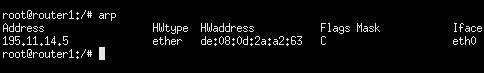 root@router1:/# arp
Address                  HWtype  HWaddress           Flags Mask            Iface
195.11.14.5              ether   de:08:0d:2a:a2:63   C                     eth0
root@router1:/#